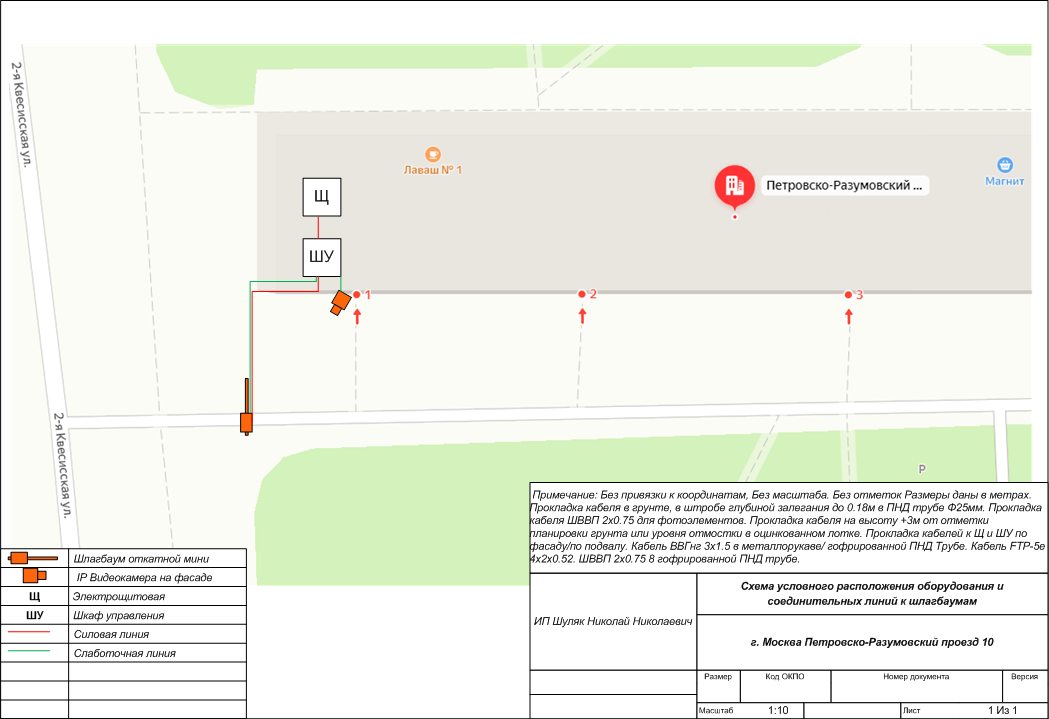 2-я Квесисская ул.
Лаваш № 1
Магнит
Петровско-Разумовский ...
Щ
ШУ
1
2
3
2-я Квесисская ул.
P
Примечание: Без привязки к координатам, Без масштаба. Без отметок Размеры даны в метрах.
Прокладка кабеля в грунте, в штробе глубиной залегания до 0.18м в ПНД трубе Ф25мм. Прокладка
кабеля ШВВП 2х0.75 для фотоэлементов. Прокладка кабеля на высоту +3м от отметки
планировки грунта или уровня отмостки в оцинкованном лотке. Прокладка кабелей к Щ и ШУ по
фасаду/по подвалу. Кабель ВВГнг 3х1.5 в металлорукаве/ гофрированной ПНД Трубе. Кабель FTP-5e
4х2х0.52. ШВВП 2х0.75 8 гофрированной ПНД трубе.
Шлагбаум откатной мини
IP Видеокамера на фасаде
Щ Электрощитовая
ШУ Шкаф управления
Силовая линия
Слаботочная линия
ИП Шуляк Николай Николаевич
Схема условного расположения оборудования и
соединительных линий к шлагбаумам
г. Москва Петровско-Разумовский проезд 10
Размер Код ОКПО Номер документа Версия
Масштаб 1:10 Лист 1 Из 1